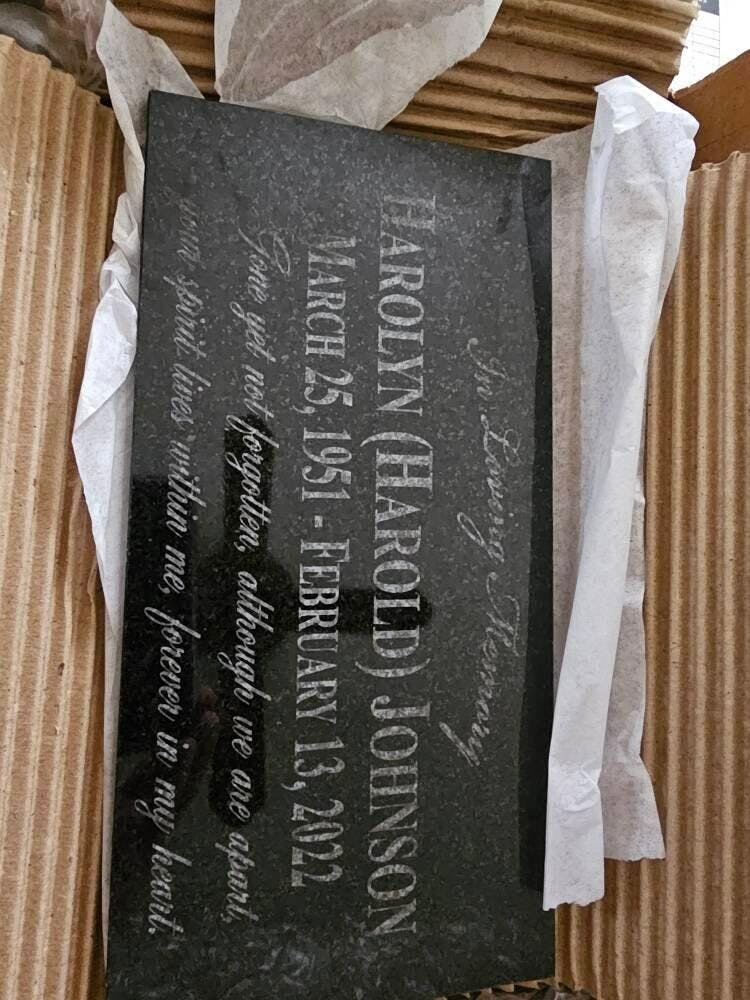 In Loving Memory
HAROLYN (HAROLD) JOHNSON
MARCH 25, 1951 - FEBRUARY 13, 2022
Gone yet not forgotten, although we are apart,
your spirit lives within me, forever in my heart.